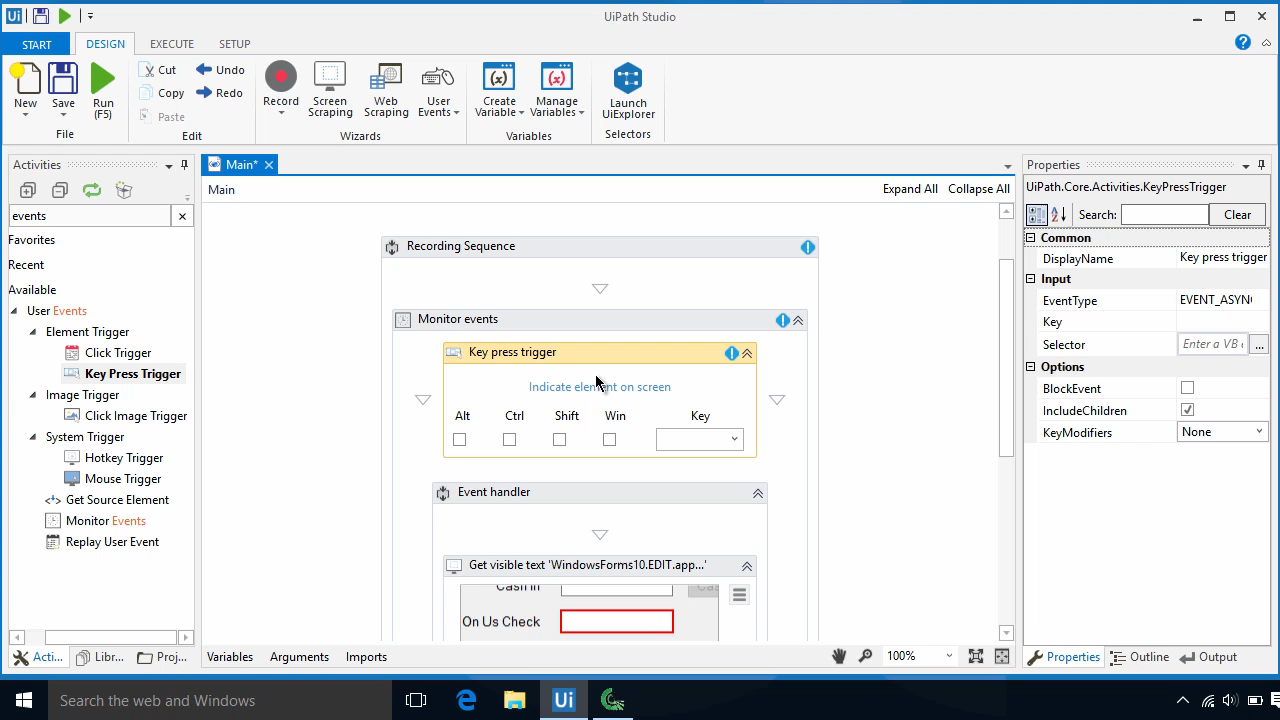 Ui
UiPath Studio
START
DESIGN
EXECUTE
SETUP
New
Save
Run
(F5)
File
Cut
Copy
Paste
Undo
Redo
Edit
Record
Screen
Scraping
Web
Scraping
User
Events
Wizards
Create
Variable
Manage
Variables
Variables
Launch
UiExplorer
Selectors
Activities
events
Favorites
Recent
Available
User Events
Element Trigger
Click Trigger
Key Press Trigger
Image Trigger
Click Image Trigger
System Trigger
Hotkey Trigger
Mouse Trigger
Get Source Element
Monitor Events
Replay User Event
Acti...
Libr...
Proj...
Main*
Main
Expand All
Collapse All
Recording Sequence
Monitor events
Key press trigger
Indicate element on screen
Alt
Ctrl
Shift
Win
Key
Event handler
Get visible text 'WindowsForms10.EDIT.app...'
Cash In
On Us Check
Variables
Arguments
Imports
100%
Properties
UiPath.Core.Activities.KeyPressTrigger
Search:
Clear
Common
DisplayName
Key press trigger
Input
EventType
EVENT_ASYN
Key
Selector
Enter a VB
...
Options
BlockEvent
IncludeChildren
KeyModifiers
None
Properties
Outline
Output
Search the web and Windows
Ui